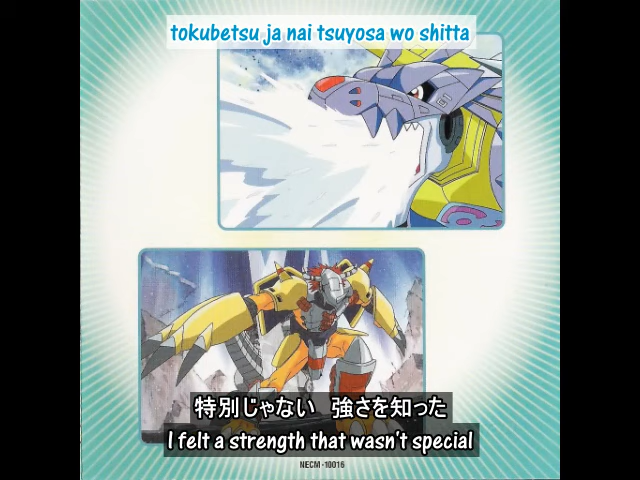 tokubetsu ja nai tsuyosa wo shitta
特別じゃない 強さを知った
I felt a strength that wasn't special
NECM-10016